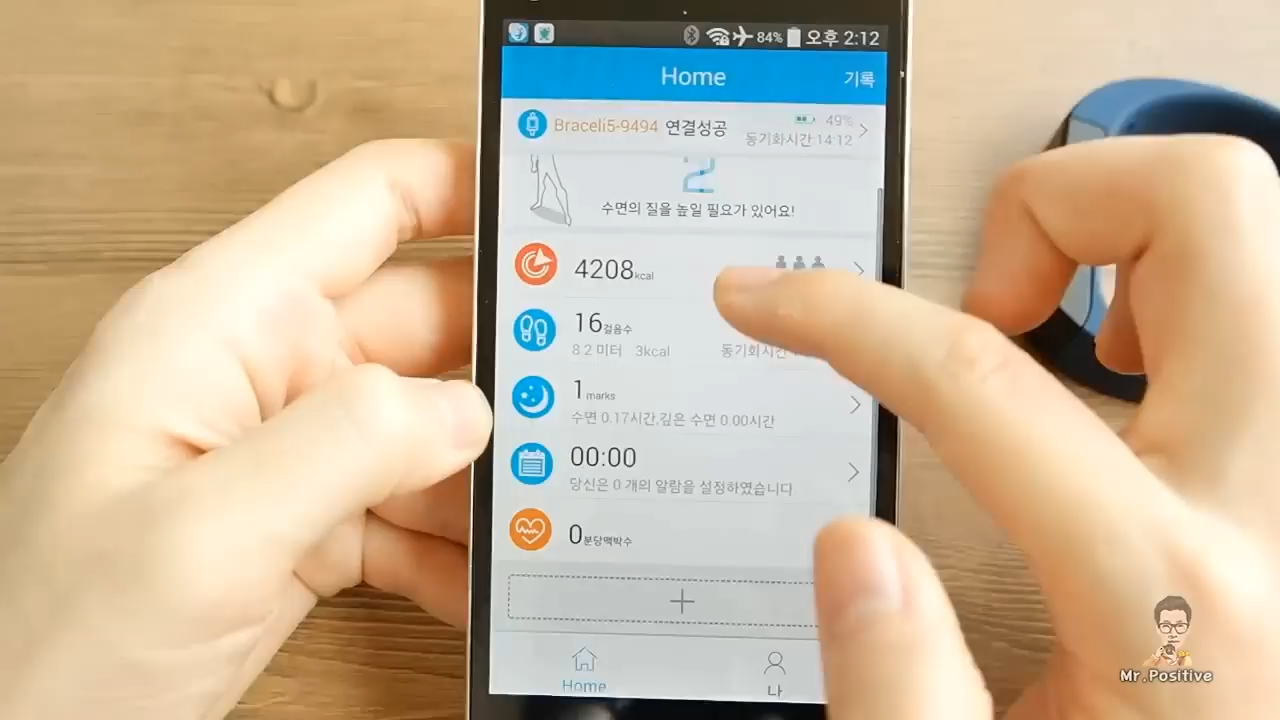 84% 오후 2:12
Home 기록
Braceli5-9494 연결성공 49%
동기화시간 14:12
2
수면의 질을 높일 필요가 있어요!
4208 kcal
16 걸음수
8.2 미터 3kcal 동기화시간
1 marks
수면 0.17시간,깊은 수면 0.00시간
00:00
당신은 0 개의 알람을 설정하였습니다
0 분당맥박수
Home 나
Mr.Positive